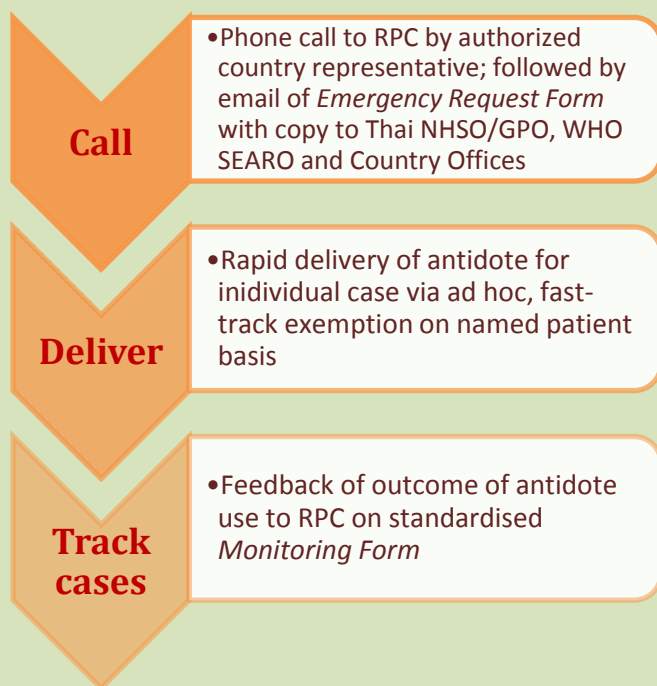 Call
•Phone call to RPC by authorized
country representative; followed by
email of Emergency Request Form
with copy to Thai NHSO/GPO, WHO
SEARO and Country Offices
Deliver
•Rapid delivery of antidote for
inidividual case via ad hoc, fast-
track exemption on named patient
basis
Track
cases
•Feedback of outcome of antidote
use to RPC on standardised
Monitoring Form